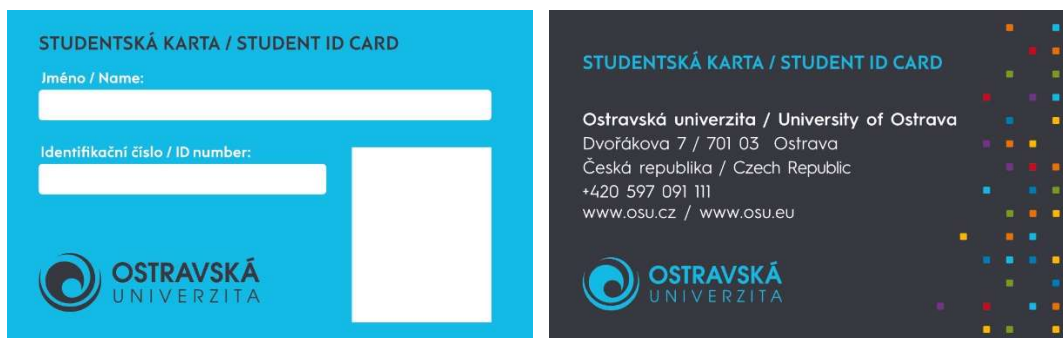 STUDENTSKÁ KARTA / STUDENT ID CARD
Jméno / Name:
Identifikační číslo / ID number:
OSTRAVSKÁ
UNIVERZITA
STUDENTSKÁ KARTA / STUDENT ID CARD
Ostravská univerzita / University of Ostrava
Dvořákova 7 / 701 03 Ostrava
Česká republika / Czech Republic
+420 597 091 111
www.osu.cz / www.osu.eu
OSTRAVSKÁ
UNIVERZITA